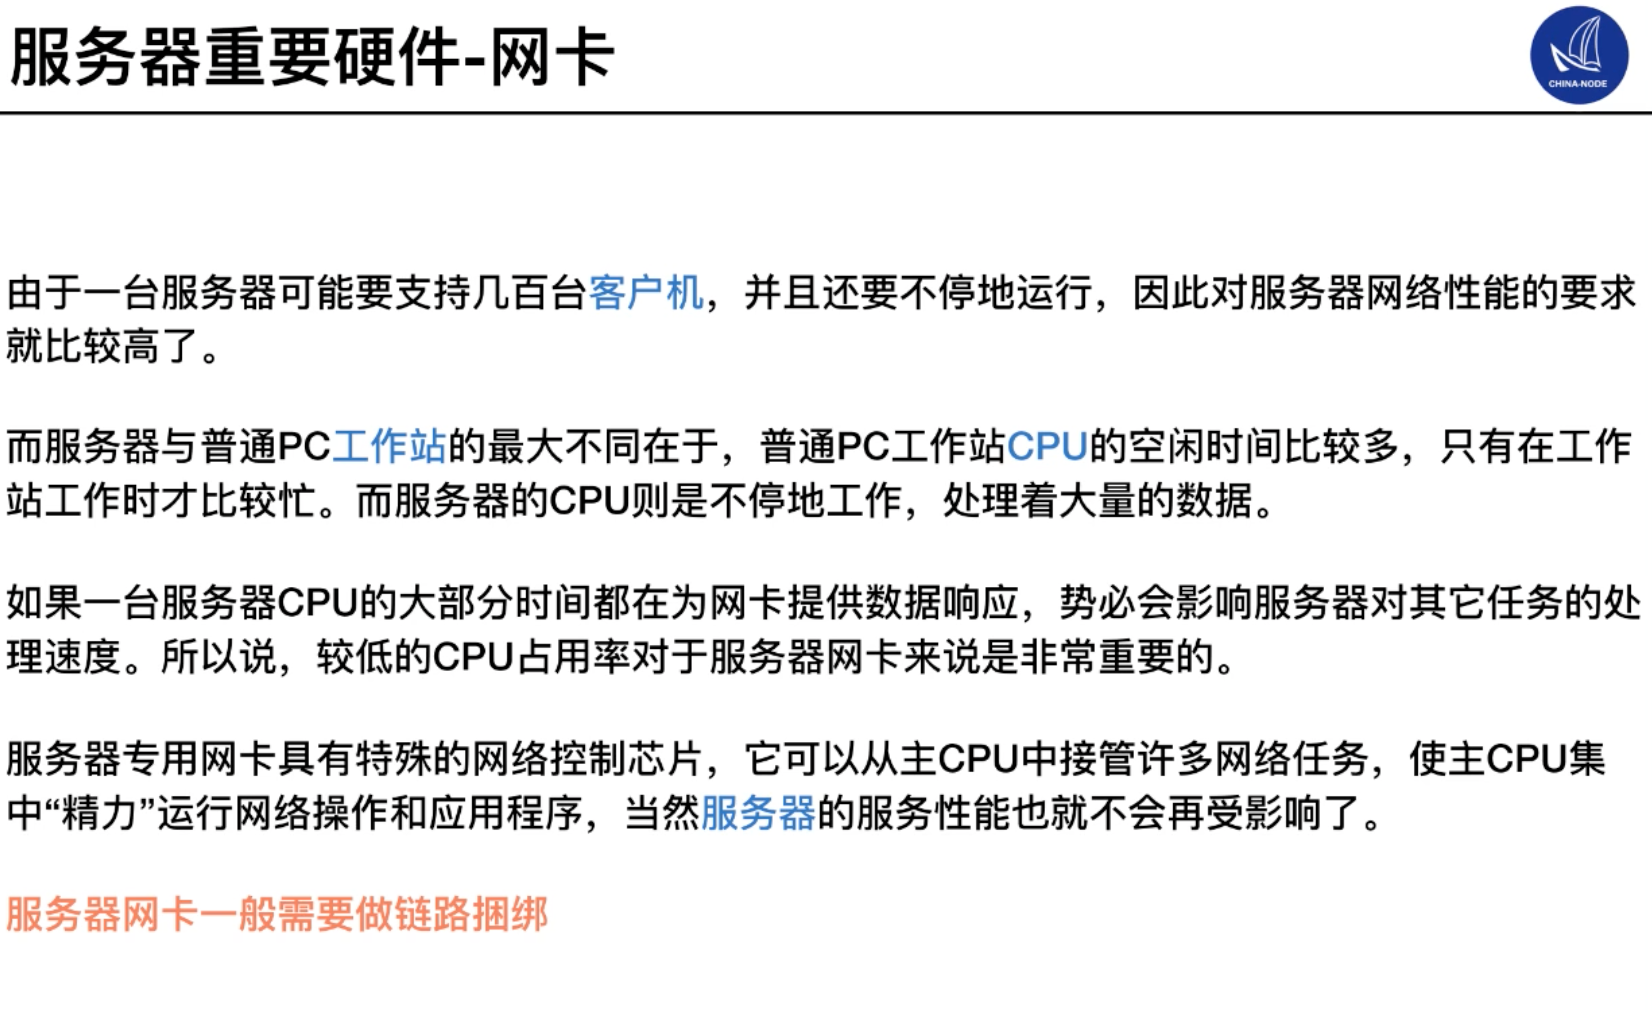 服务器重要硬件-网卡
CHINA-NODE
由于一台服务器可能要支持几百台客户机，并且还要不停地运行，因此对服务器网络性能的要求
就比较高了。
而服务器与普通PC工作站的最大不同在于，普通PC工作站CPU的空闲时间比较多，只有在工作
站工作时才比较忙。而服务器的CPU则是不停地工作，处理着大量的数据。
如果一台服务器CPU的大部分时间都在为网卡提供数据响应，势必会影响服务器对其它任务的处
理速度。所以说，较低的CPU占用率对于服务器网卡来说是非常重要的。
服务器专用网卡具有特殊的网络控制芯片，它可以从主CPU中接管许多网络任务，使主CPU集
中“精力”运行网络操作和应用程序，当然服务器的服务性能也就不会再受影响了。
服务器网卡一般需要做链路捆绑